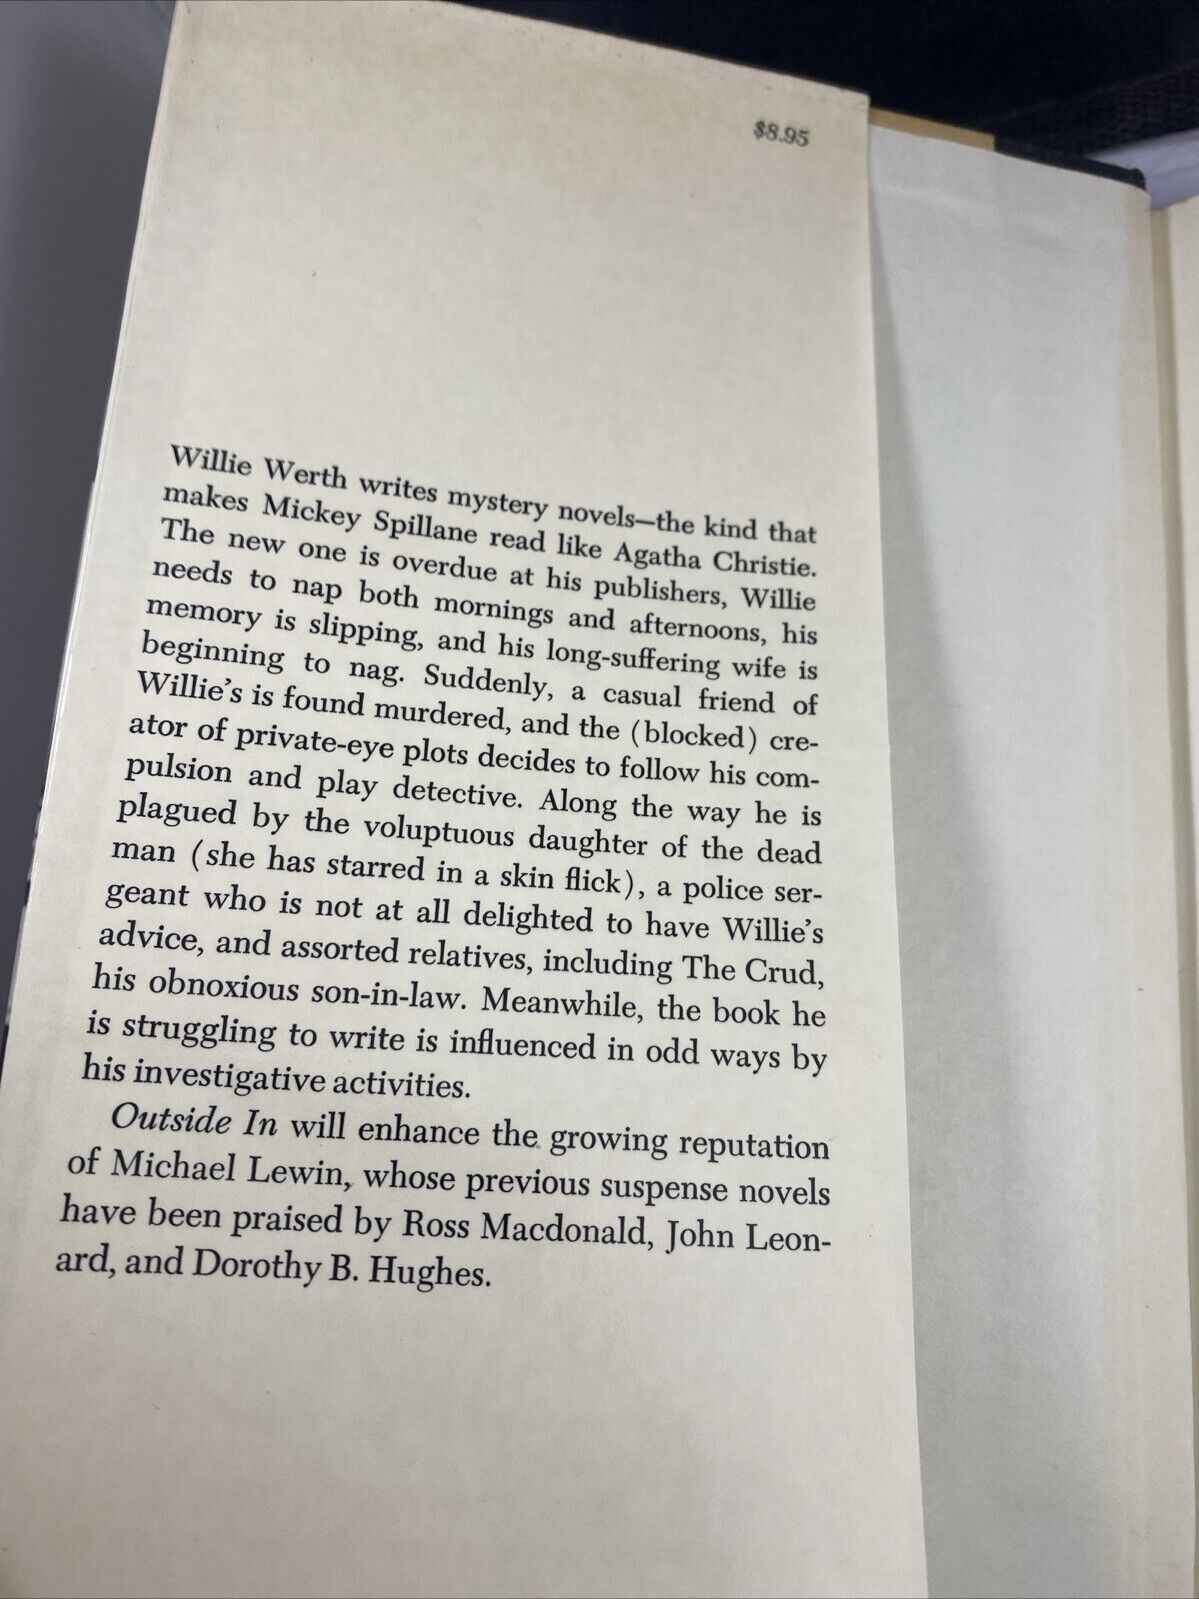 $8.95
Willie Werth writes mystery novels—the kind that
makes Mickey Spillane read like Agatha Christie.
The new one is overdue at his publishers, Willie
needs to nap both mornings and afternoons, his
memory is slipping, and his long-suffering wife is
beginning to nag. Suddenly, a casual friend of
Willie's is found murdered, and the (blocked) cre-
ator of private-eye plots decides to follow his com-
pulsion and play detective. Along the way he is
plagued by the voluptuous daughter of the dead
man (she has starred in a skin flick), a police ser-
geant who is not at all delighted to have Willie's
advice, and assorted relatives, including The Crud,
his obnoxious son-in-law. Meanwhile, the book he
is struggling to write is influenced in odd ways by
his investigative activities.
Outside In will enhance the growing reputation
of Michael Lewin, whose previous suspense novels
have been praised by Ross Macdonald, John Leon-
ard, and Dorothy B. Hughes.